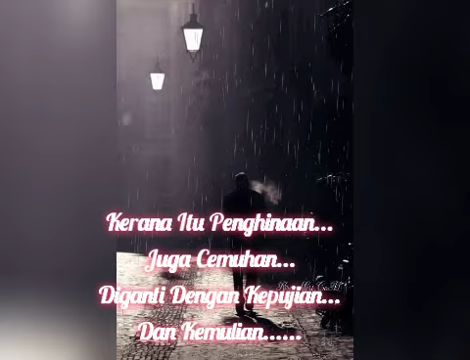 Kerana Itu Penghinaan...
Juga Cemuhan...
Diganti Dengan Kepujian...
Dan Kemulian......